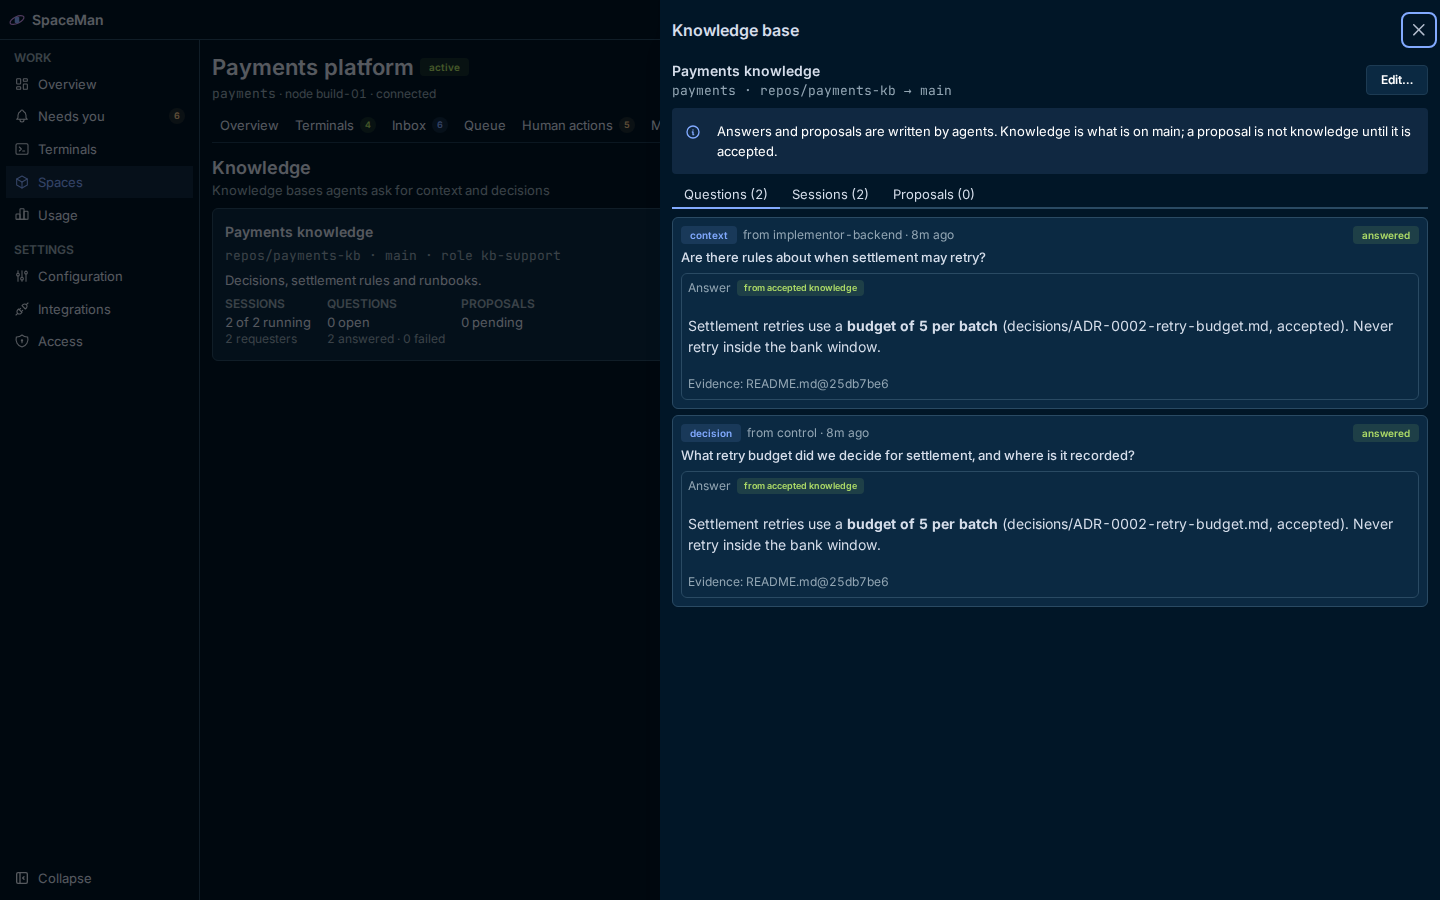 SpaceMan
WORK
Overview
Needs you 6
Terminals
Spaces
Usage
SETTINGS
Configuration
Integrations
Access
Collapse
Payments platform active
payments · node build-01 · connected
Overview Terminals 4 Inbox 6 Queue Human actions 5 M
Knowledge
Knowledge bases agents ask for context and decisions
Payments knowledge
repos/payments-kb · main · role kb-support
Decisions, settlement rules and runbooks.
SESSIONS QUESTIONS PROPOSALS
2 of 2 running 0 open 0 pending
2 requesters 2 answered · 0 failed
Knowledge base
Payments knowledge
payments · repos/payments-kb → main
Edit...
Answers and proposals are written by agents. Knowledge is what is on main; a proposal is not knowledge until it is
accepted.
Questions (2) Sessions (2) Proposals (0)
context from implementor-backend · 8m ago answered
Are there rules about when settlement may retry?
Answer from accepted knowledge
Settlement retries use a budget of 5 per batch (decisions/ADR-0002-retry-budget.md, accepted). Never
retry inside the bank window.
Evidence: README.md@25db7be6
decision from control · 8m ago answered
What retry budget did we decide for settlement, and where is it recorded?
Answer from accepted knowledge
Settlement retries use a budget of 5 per batch (decisions/ADR-0002-retry-budget.md, accepted). Never
retry inside the bank window.
Evidence: README.md@25db7be6